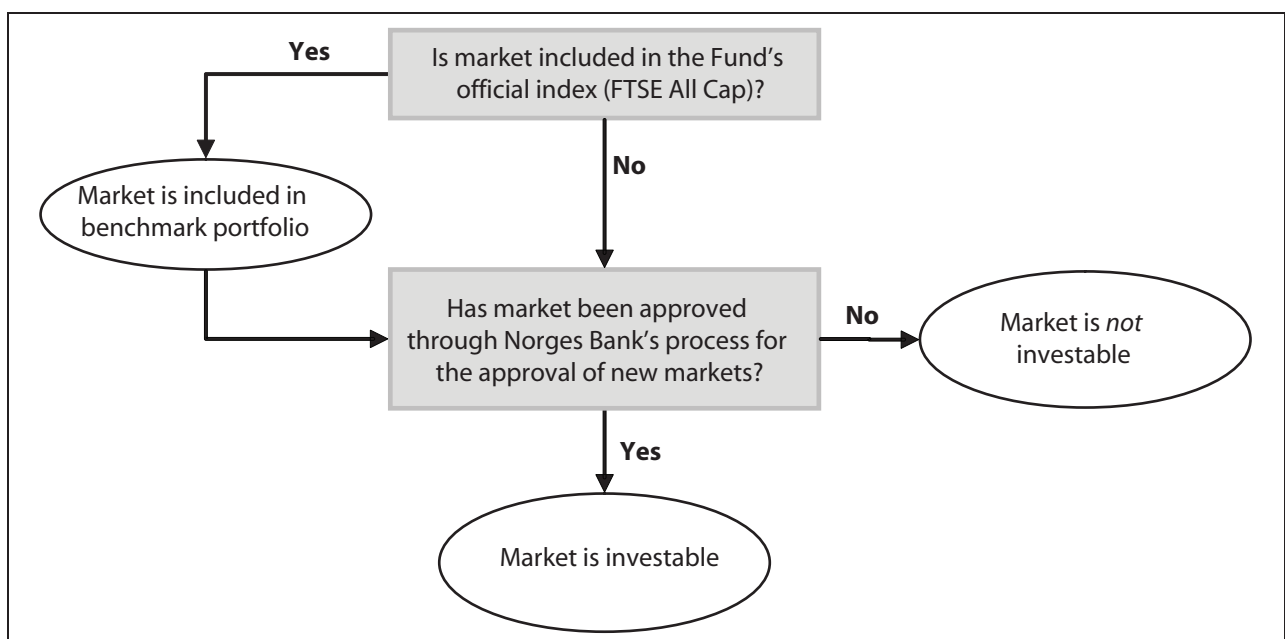 Yes
Is market included in the Fund’s
official index (FTSE All Cap)?
No
Market is included in
benchmark portfolio
Has market been approved
through Norges Bank’s process for
the approval of new markets?
No
Market is not
investable
Yes
Market is investable